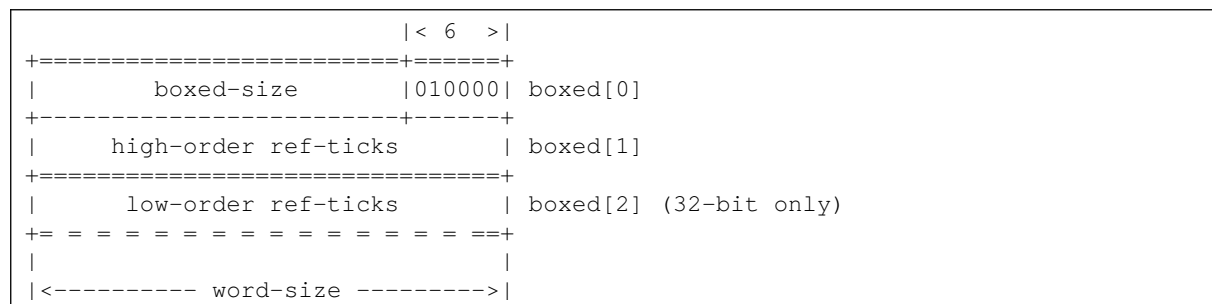 |< 6  >|
+=========================+======+
|        boxed-size       |010000| boxed[0]
+-------------------------+------+
|     high-order ref-ticks       | boxed[1]
+================================+
|      low-order ref-ticks       | boxed[2] (32-bit only)
+= = = = = = = = = = = = = = = ==+
|                                |
|<---------- word-size --------->|